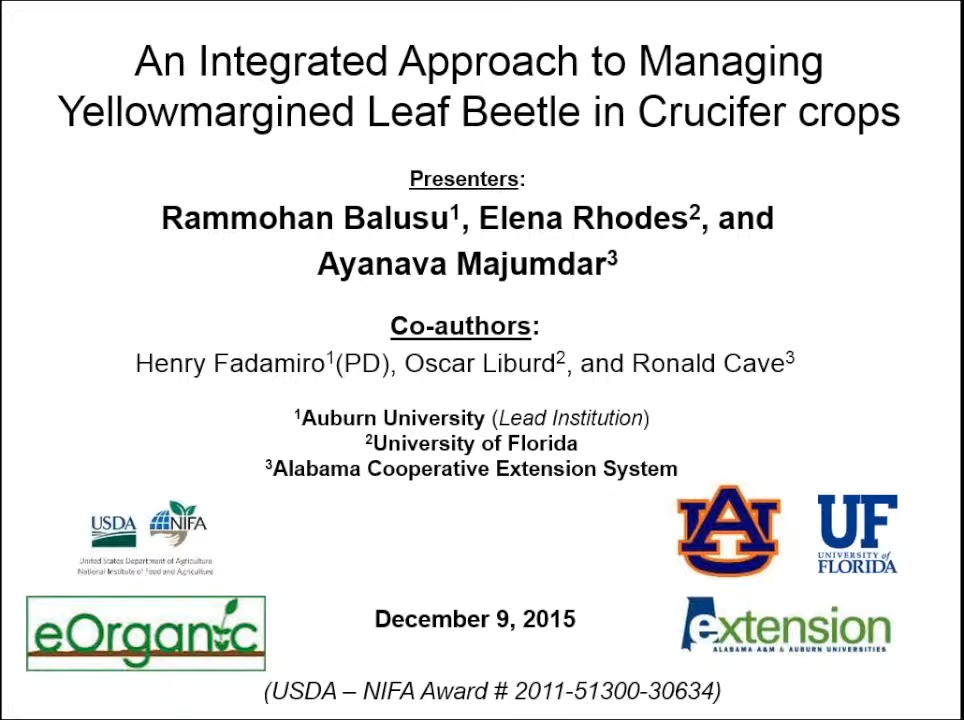 An Integrated Approach to Managing
Yellowmargined Leaf Beetle in Crucifer crops
Presenters:
Rammohan Balusu¹, Elena Rhodes², and
Ayanava Majumdar³
Co-authors:
Henry Fadamiro¹(PD), Oscar Liburd², and Ronald Cave³
¹Auburn University (Lead Institution)
²University of Florida
³Alabama Cooperative Extension System
USDA NIFA
United States Department of Agriculture
National Institute of Food and Agriculture
AU
UF
UNIVERSITY of
FLORIDA
eOrganic
December 9, 2015
extension
ALABAMA A&M & AUBURN UNIVERSITIES
(USDA – NIFA Award # 2011-51300-30634)